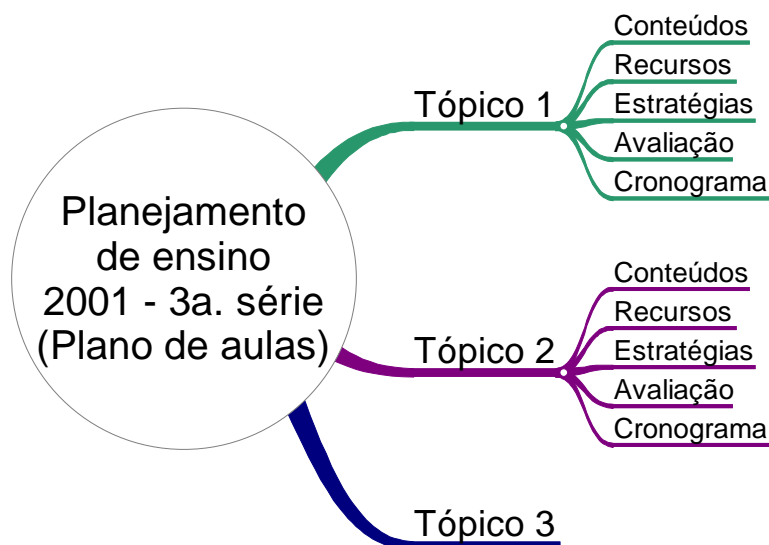 Planejamento
de ensino
2001 - 3a. série
(Plano de aulas)
Tópico 1
Conteúdos
Recursos
Estratégias
Avaliação
Cronograma
Tópico 2
Conteúdos
Recursos
Estratégias
Avaliação
Cronograma
Tópico 3